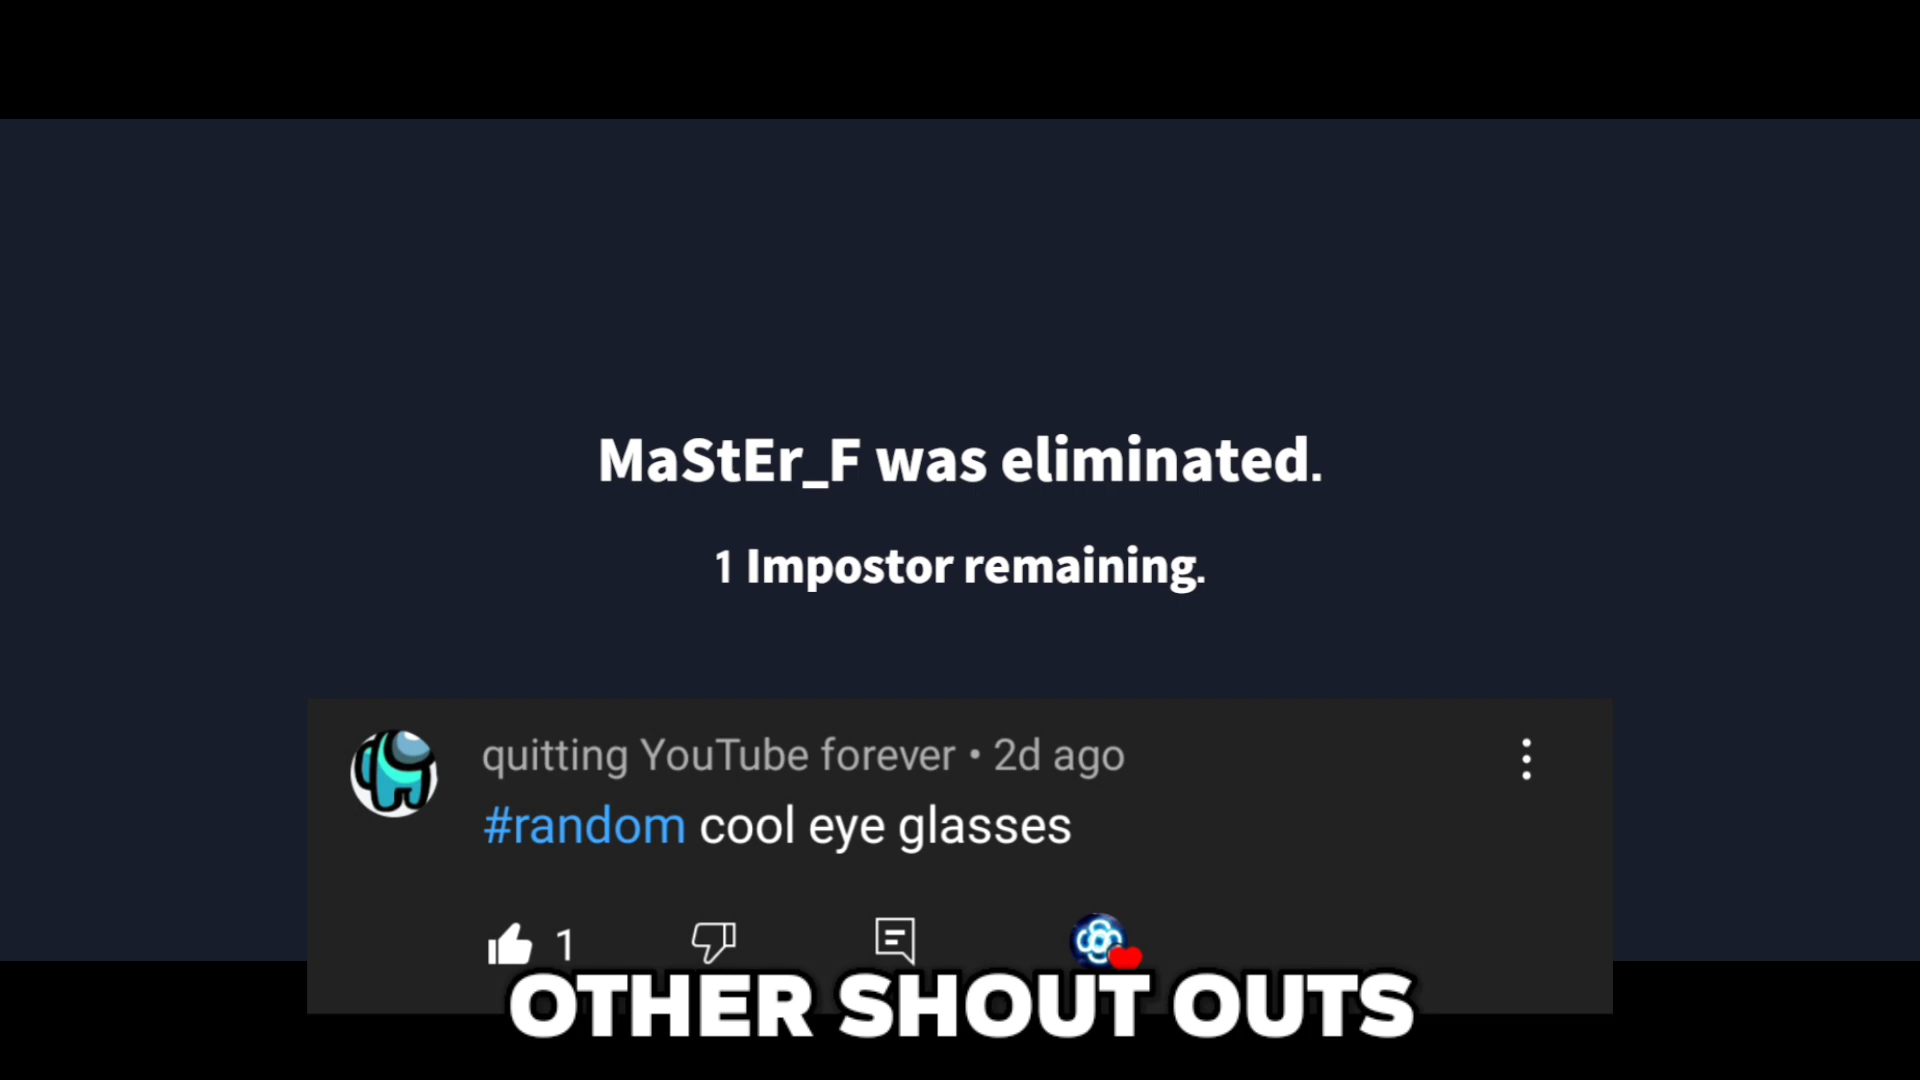 MaStEr_F was eliminated.
1 Impostor remaining.
quitting YouTube forever • 2d ago
#random cool eye glasses
1
OTHER SHOUT OUTS